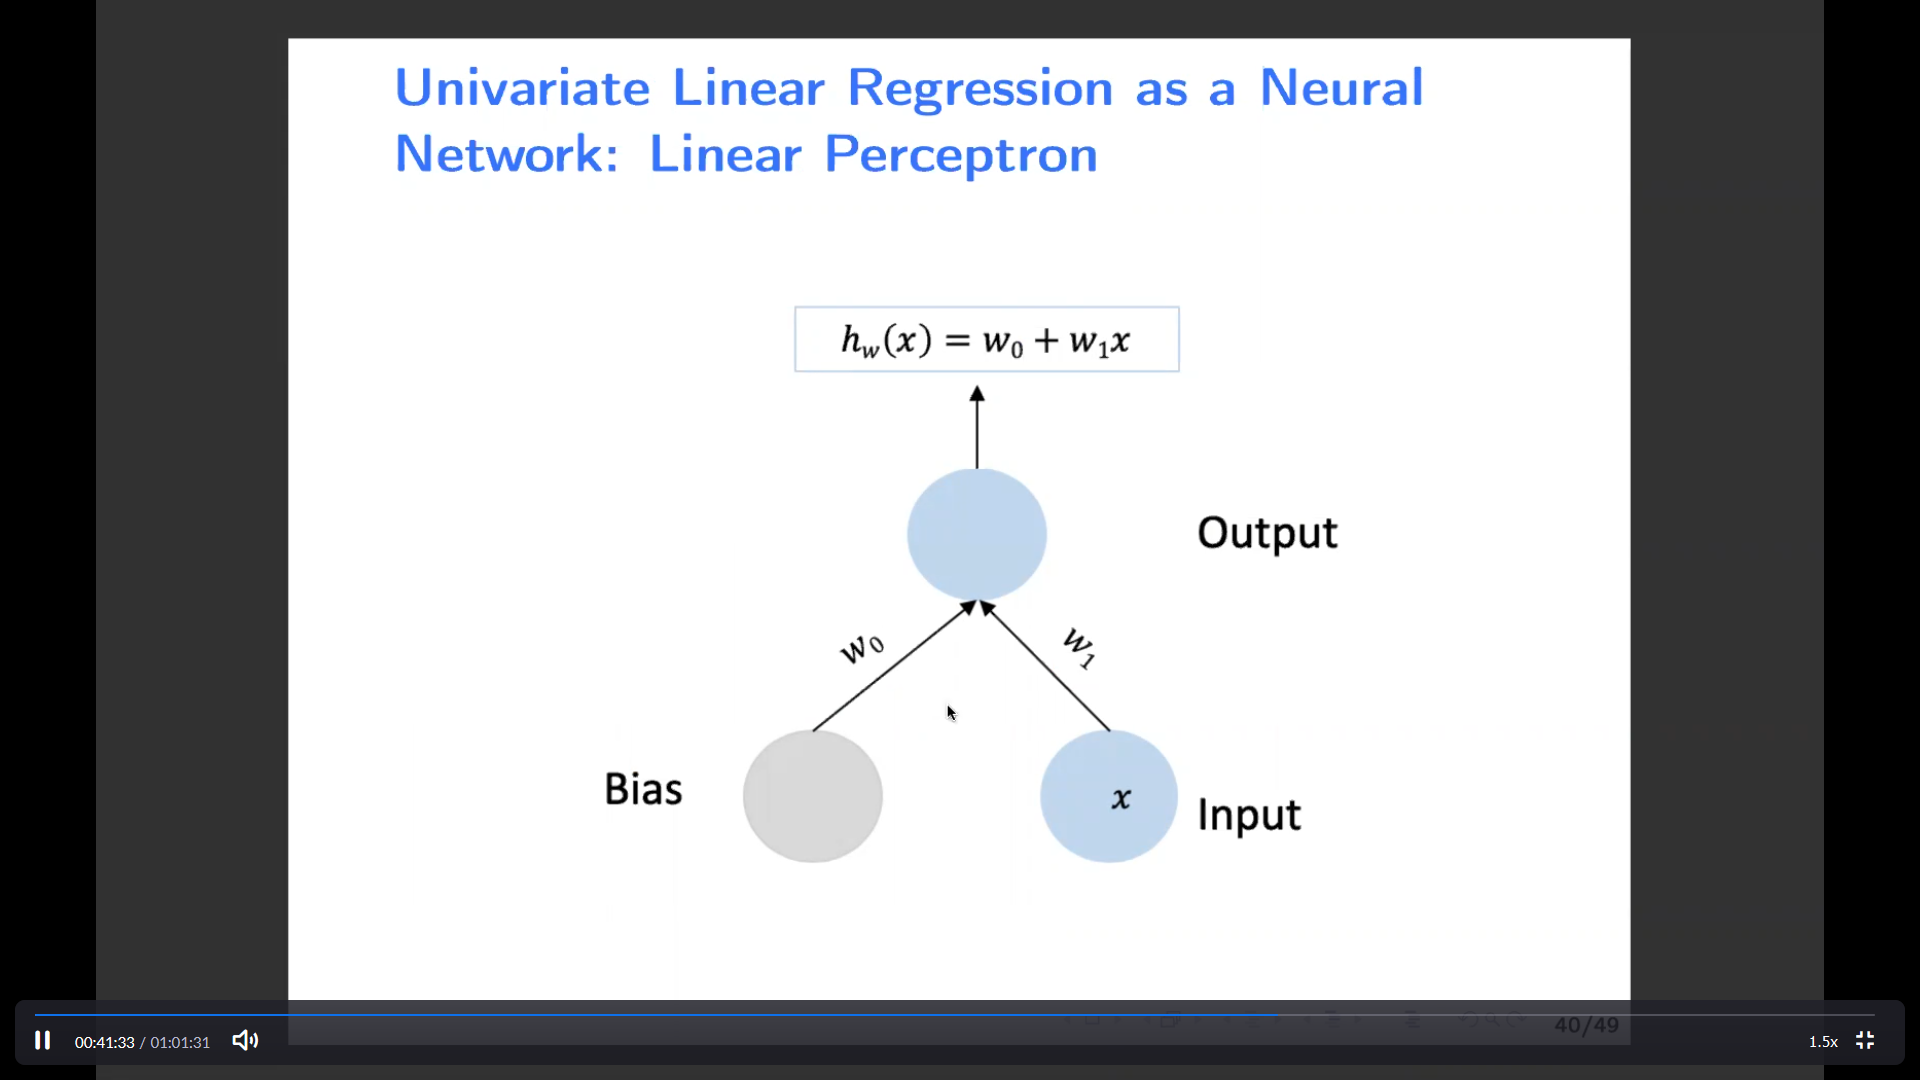 Univariate Linear Regression as a Neural
Network: Linear Perceptron
h_w(x) = w_0 + w_1x
Output
w_0
w_1
Bias
x
Input
40/49
00:41:33 / 01:01:31
1.5x